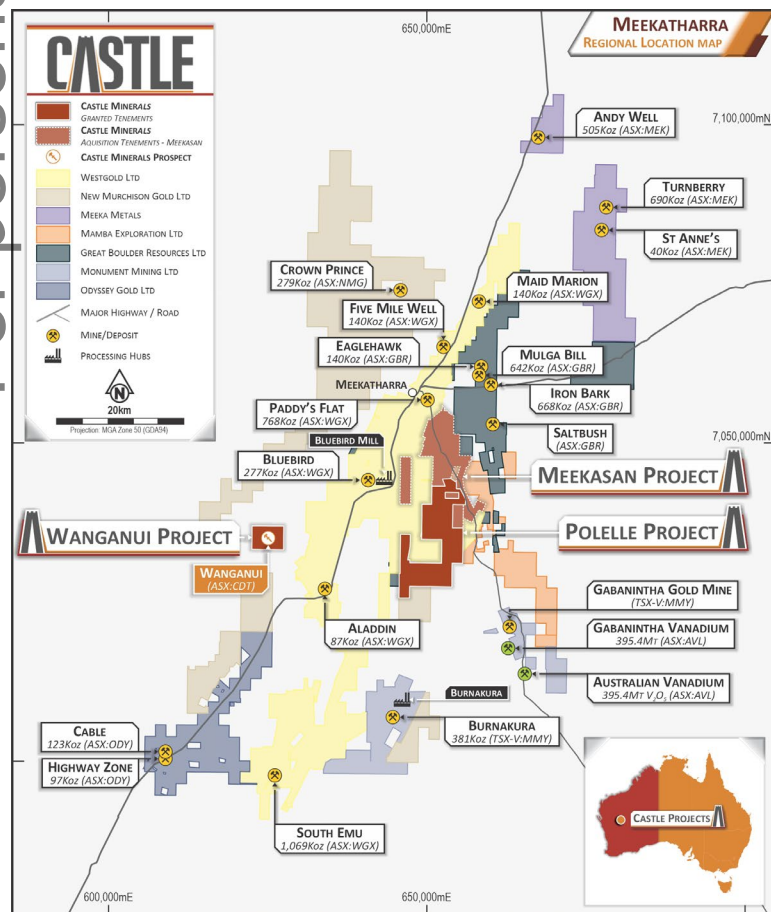 MEEKATHARRA
REGIONAL LOCATION MAP
650,000mE
CASTLE
CASTLE MINERALS
GRANTED TENEMENTS
CASTLE MINERALS
AQUISITION TENEMENTS - MEEKASAN
CASTLE MINERALS PROSPECT
WESTGOLD LTD
NEW MURCHISON GOLD LTD
MEEKA METALS
MAMBA EXPLORATION LTD
GREAT BOULDER RESOURCES LTD
MONUMENT MINING LTD
ODYSSEY GOLD LTD
MAJOR HIGHWAY / ROAD
MINE/DEPOSIT
PROCESSING HUBS
N
20km
Projection: MGA Zone 50 (GDA94)
7,100,000mN
ANDY WELL
505KOZ (ASX:MEK)
TURNBERRY
690KOZ (ASX:MEK)
ST ANNE'S
40KOZ (ASX:MEK)
CROWN PRINCE
279KOZ (ASX:NMG)
MAID MARION
140KOZ (ASX:WGX)
FIVE MILE WELL
140KOZ (ASX:WGX)
EAGLEHAWK
140KOZ (ASX:GBR)
MULGA BILL
642KOZ (ASX:GBR)
MEEKATHARRA
IRON BARK
668KOZ (ASX:GBR)
PADDY'S FLAT
768KOZ (ASX:WGX)
SALTBUSH
(ASX:GBR)
7,050,000mN
BLUEBIRD MILL
BLUEBIRD
277KOZ (ASX:WGX)
MEEKASAN PROJECT
WANGANUI PROJECT
POLELLE PROJECT
WANGANUI
(ASX:CDT)
GABANINTHA GOLD MINE
(TSX-V:MMY)
ALADDIN
87KOZ (ASX:WGX)
GABANINTHA VANADIUM
395.4MT (ASX:AVL)
AUSTRALIAN VANADIUM
395.4MT V₂O₅ (ASX:AVL)
BURNAKURA
BURNAKURA
381KOZ (TSX-V:MMY)
CABLE
123KOZ (ASX:ODY)
HIGHWAY ZONE
97KOZ (ASX:ODY)
SOUTH EMU
1,069KOZ (ASX:WGX)
CASTLE PROJECTS
600,000mE
650,000mE